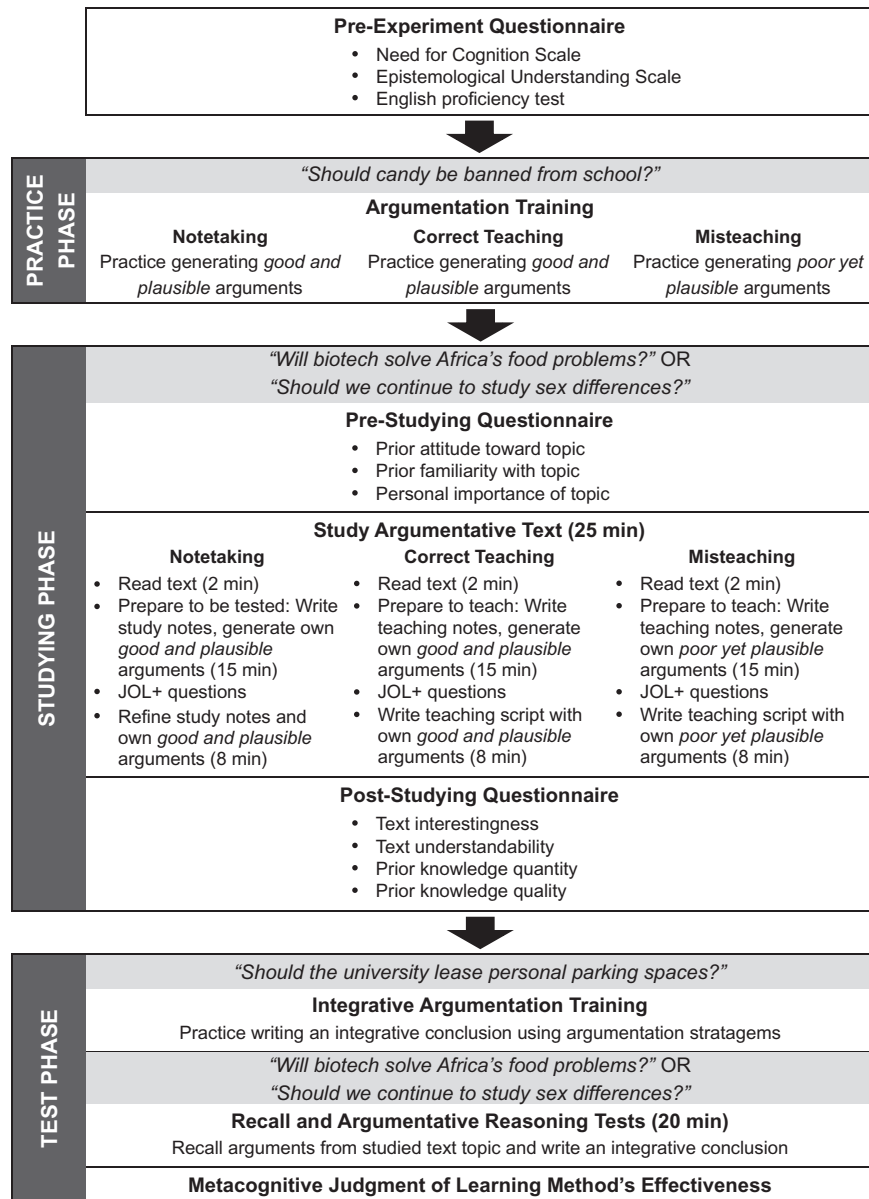 Pre-Experiment Questionnaire
• Need for Cognition Scale
• Epistemological Understanding Scale
• English proficiency test
PRACTICE
PHASE
“Should candy be banned from school?”
Argumentation Training
Notetaking
Practice generating good and
plausible arguments
Correct Teaching
Practice generating good and
plausible arguments
Misteaching
Practice generating poor yet
plausible arguments
STUDYING PHASE
“Will biotech solve Africa’s food problems?” OR
“Should we continue to study sex differences?”
Pre-Studying Questionnaire
• Prior attitude toward topic
• Prior familiarity with topic
• Personal importance of topic
Study Argumentative Text (25 min)
Notetaking
• Read text (2 min)
• Prepare to be tested: Write
study notes, generate own
good and plausible
arguments (15 min)
• JOL+ questions
• Refine study notes and
own good and plausible
arguments (8 min)
Correct Teaching
• Read text (2 min)
• Prepare to teach: Write
teaching notes, generate
own good and plausible
arguments (15 min)
• JOL+ questions
• Write teaching script with
own good and plausible
arguments (8 min)
Misteaching
• Read text (2 min)
• Prepare to teach: Write
teaching notes, generate
own poor yet plausible
arguments (15 min)
• JOL+ questions
• Write teaching script with
own poor yet plausible
arguments (8 min)
Post-Studying Questionnaire
• Text interestingness
• Text understandability
• Prior knowledge quantity
• Prior knowledge quality
TEST PHASE
“Should the university lease personal parking spaces?”
Integrative Argumentation Training
Practice writing an integrative conclusion using argumentation stratagems
“Will biotech solve Africa’s food problems?” OR
“Should we continue to study sex differences?”
Recall and Argumentative Reasoning Tests (20 min)
Recall arguments from studied text topic and write an integrative conclusion
Metacognitive Judgment of Learning Method’s Effectiveness